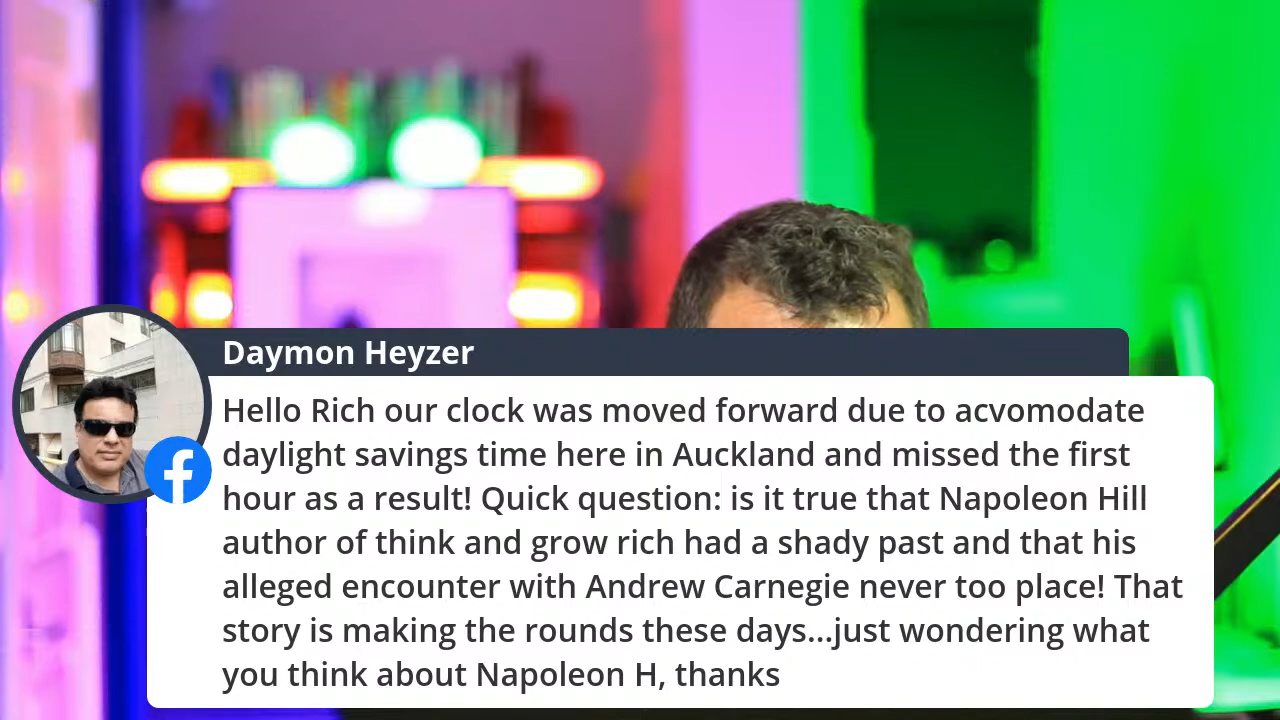 Daymon Heyzer
Hello Rich our clock was moved forward due to acvomodate
daylight savings time here in Auckland and missed the first
hour as a result! Quick question: is it true that Napoleon Hill
author of think and grow rich had a shady past and that his
alleged encounter with Andrew Carnegie never too place! That
story is making the rounds these days...just wondering what
you think about Napoleon H, thanks